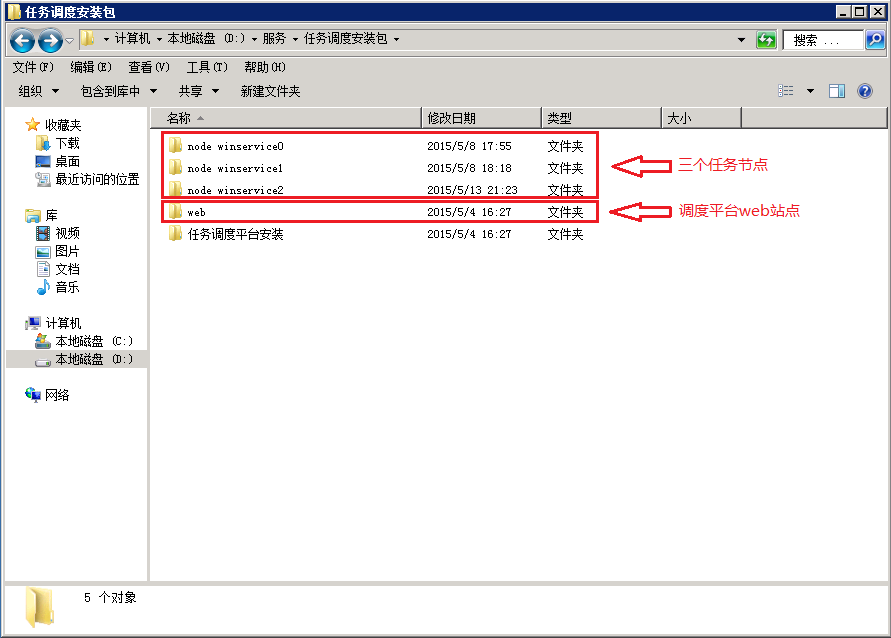 任务调度安装包
计算机 本地磁盘 (D:) 服务 任务调度安装包
搜索 ...
文件(F) 编辑(E) 查看(V) 工具(T) 帮助(H)
组织 包含到库中 共享 新建文件夹
收藏夹
下载
桌面
最近访问的位置
库
视频
图片
文档
音乐
计算机
本地磁盘 (C:)
本地磁盘 (D:)
网络
名称 修改日期 类型 大小
node winservice0 2015/5/8 17:55 文件夹
node winservice1 2015/5/8 18:18 文件夹
三个任务节点
node winservice2 2015/5/13 21:23 文件夹
web 2015/5/4 16:27 文件夹
调度平台web站点
任务调度平台安装 2015/5/4 16:27 文件夹
5 个对象